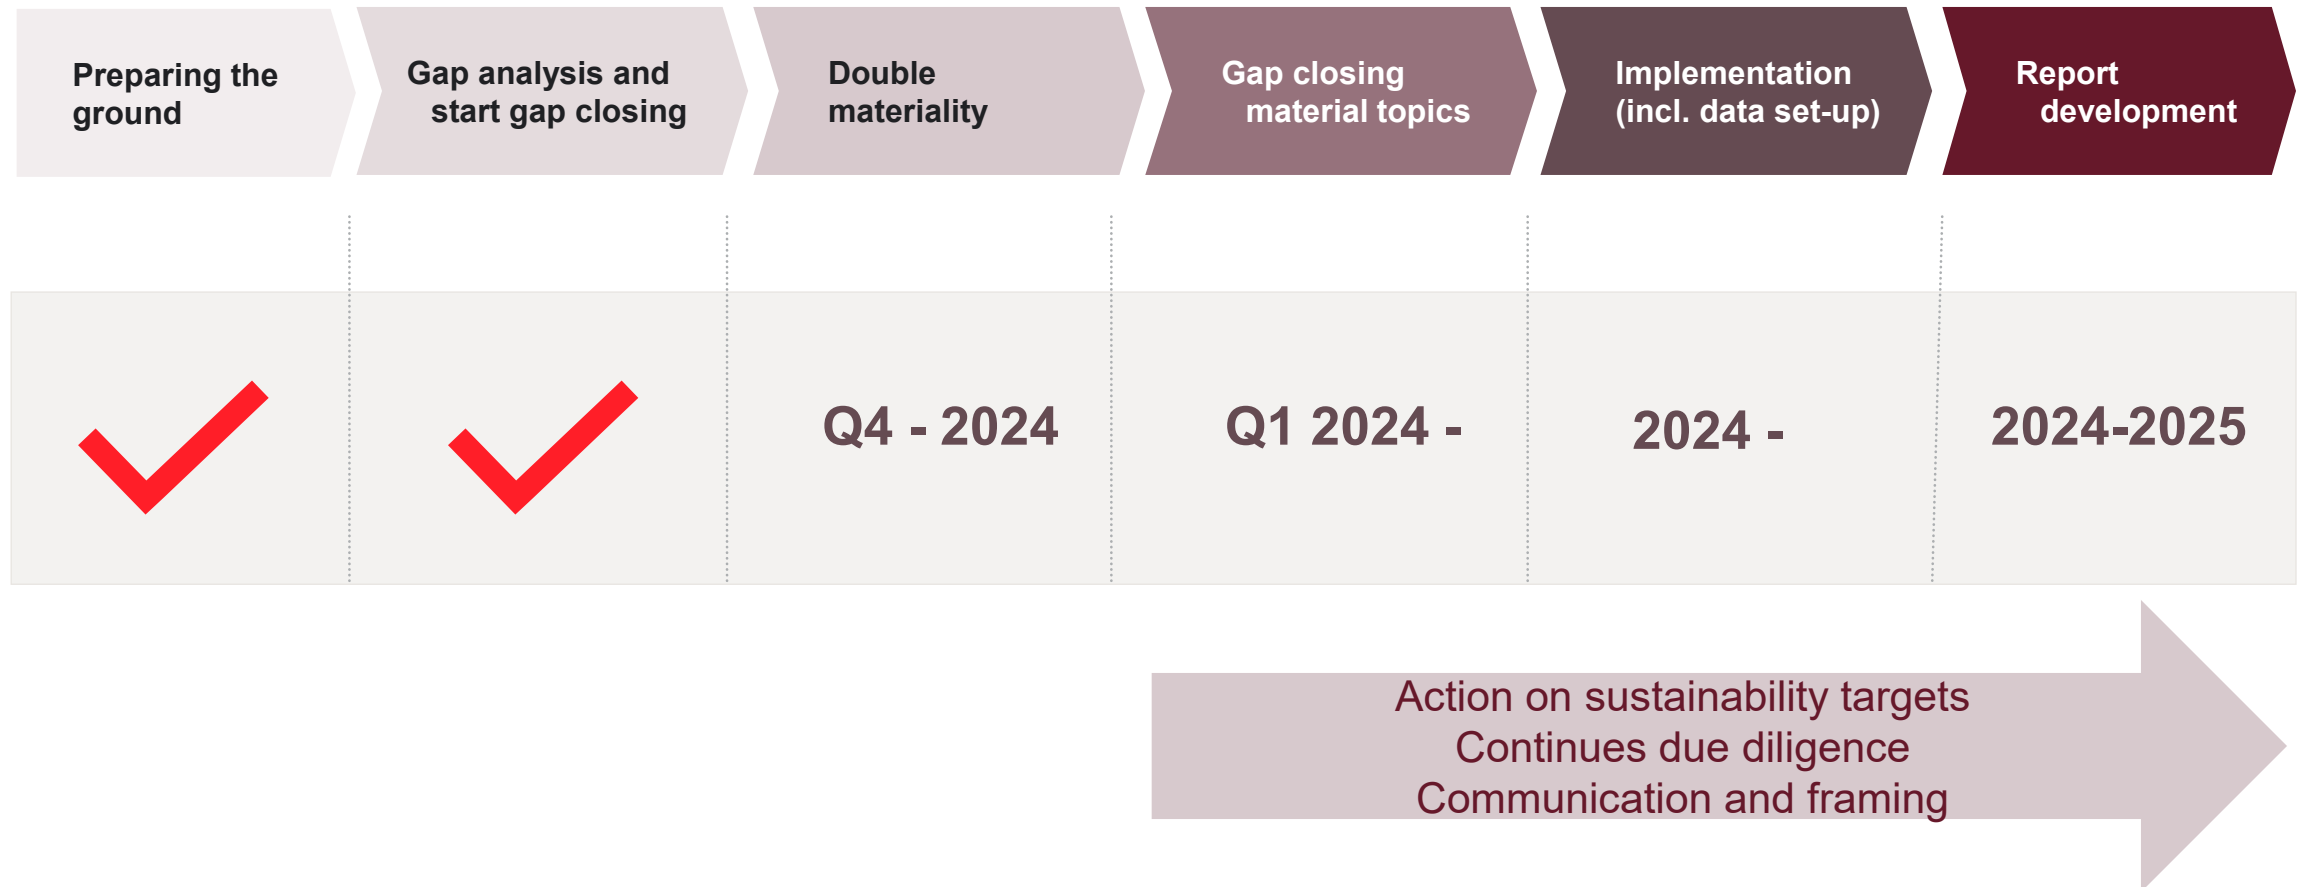 Preparing the
ground
Gap analysis and
start gap closing
Double
materiality
Gap closing
material topics
Implementation
(incl. data set-up)
Report
development
Q4 - 2024
Q1 2024 -
2024 -
2024-2025
Action on sustainability targets
Continues due diligence
Communication and framing